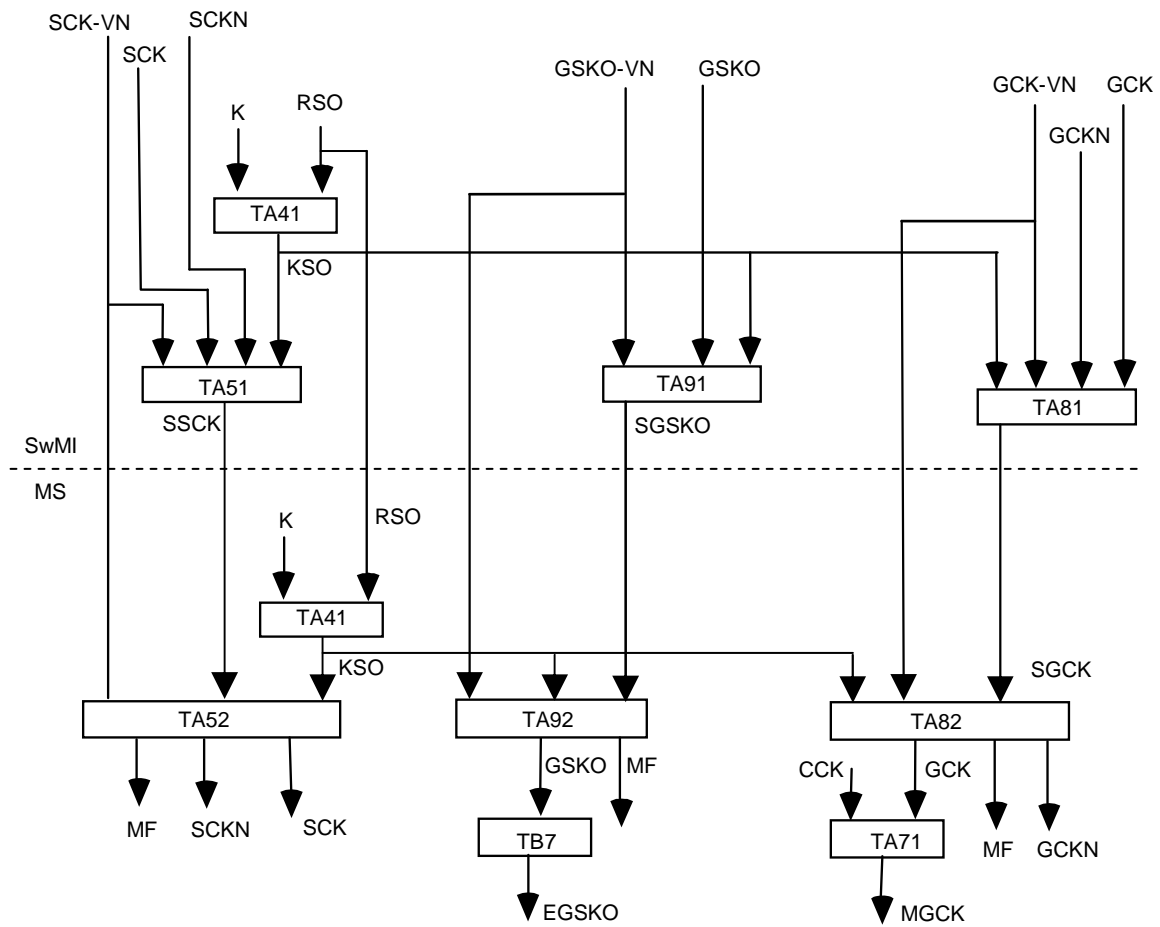 SCK-VN
SCKN
SCK
GSKO-VN
GSKO
GCK-VN
GCK
K
RSO
GCKN
TA41
KSO
TA51
TA91
TA81
SSCK
SGSKO
SwMI
MS
K
RSO
TA41
KSO
SGCK
TA52
TA92
TA82
GSKO
MF
CCK
GCK
MF
SCKN
SCK
TB7
TA71
MF
GCKN
EGSKO
MGCK